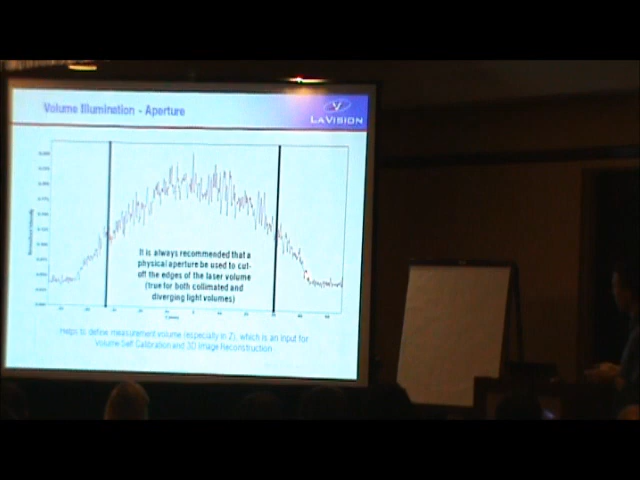 Volume Illumination - Aperture
LAVISION
It is always recommended that a
physical aperture be used to cut-
off the edges of the laser volume
(true for both collimated and
diverging light volumes)
Helps to define measurement volume (especially in Z), which is an input for
Volume Self Calibration and 3D Image Reconstruction